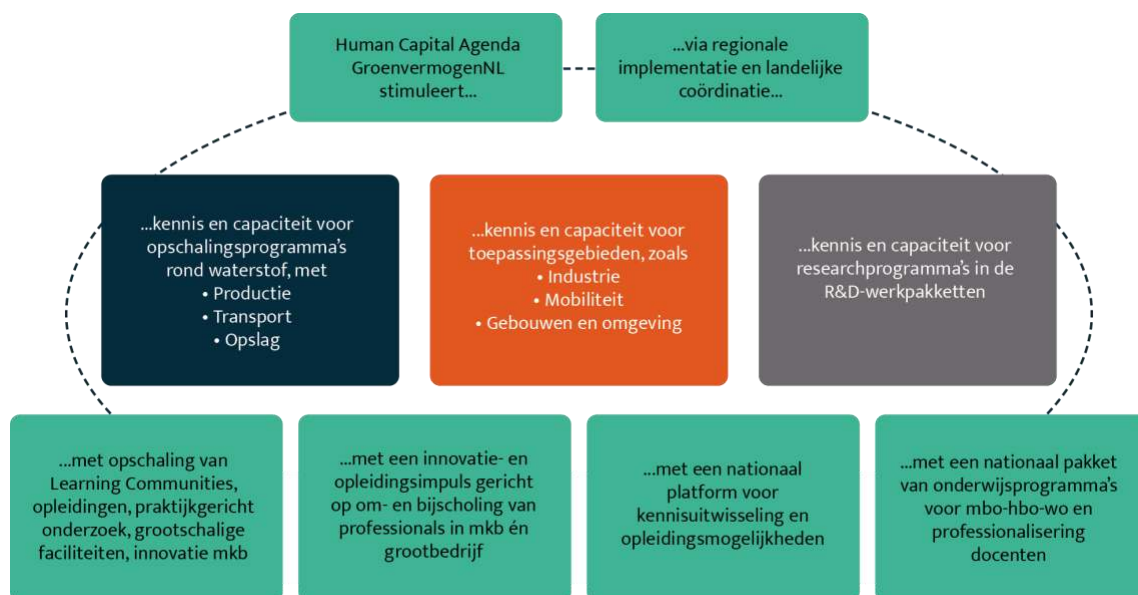 Human Capital Agenda
GroenvermogenNL
stimuleert...
...via regionale
implementatie en landelijke
coördinatie...
...kennis en capaciteit voor
opschalingsprogramma's
rond waterstof, met
• Productie
• Transport
• Opslag
...kennis en capaciteit voor
toepassingsgebieden, zoals
• Industrie
• Mobiliteit
• Gebouwen en omgeving
...kennis en capaciteit voor
researchprogramma's in de
R&D-werkpakketten
...met opschaling van
Learning Communities,
opleidingen, praktijkgericht
onderzoek, grootschalige
faciliteiten, innovatie mkb
...met een innovatie- en
opleidingsimpuls gericht
op om- en bijscholing van
professionals in mkb én
grootbedrijf
...met een nationaal
platform voor
kennisuitwisseling en
opleidingsmogelijkheden
...met een nationaal pakket
van onderwijsprogramma's
voor mbo-hbo-wo en
professionalisering
docenten